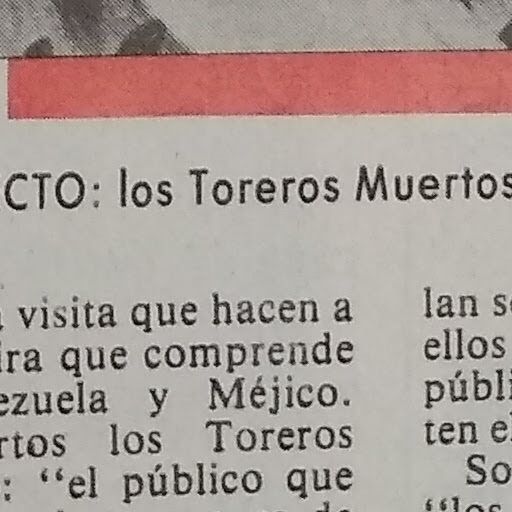 CTO: los Toreros Muertos
visita que hacen a
ira que comprende
ezuela y Méjico.
rtos los Toreros
: “el público que
lan s
ellos
públi
ten e
So
“los